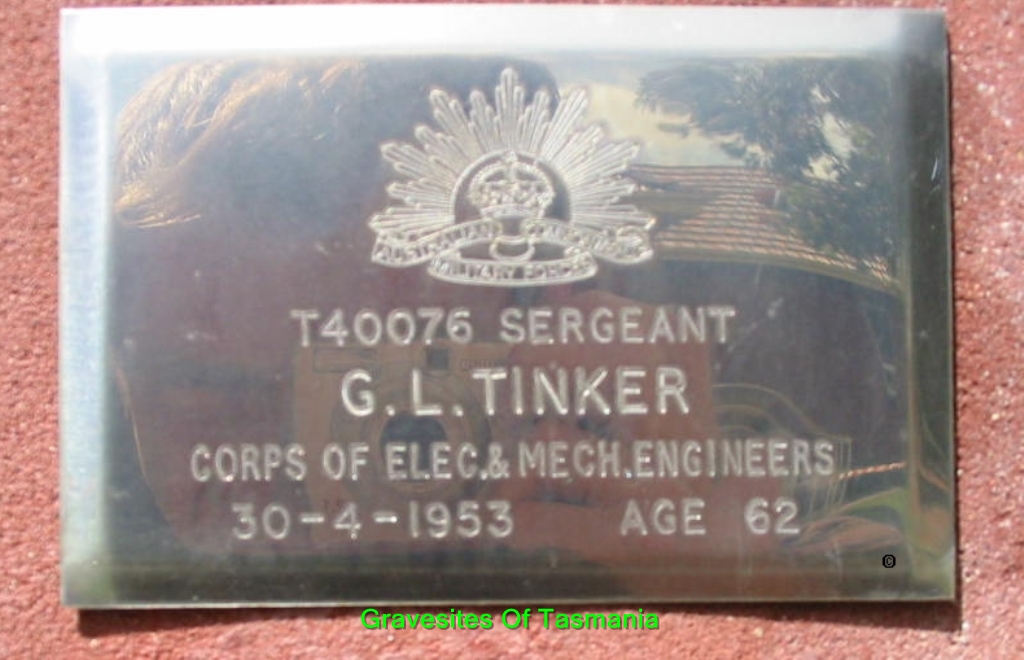 AUSTRALIAN
MILITARY FORCES
T40076 SERGEANT
G.L.TINKER
CORPS OF ELEC.& MECH.ENGINEERS
30-4-1953 AGE 62
©
Gravesites Of Tasmania